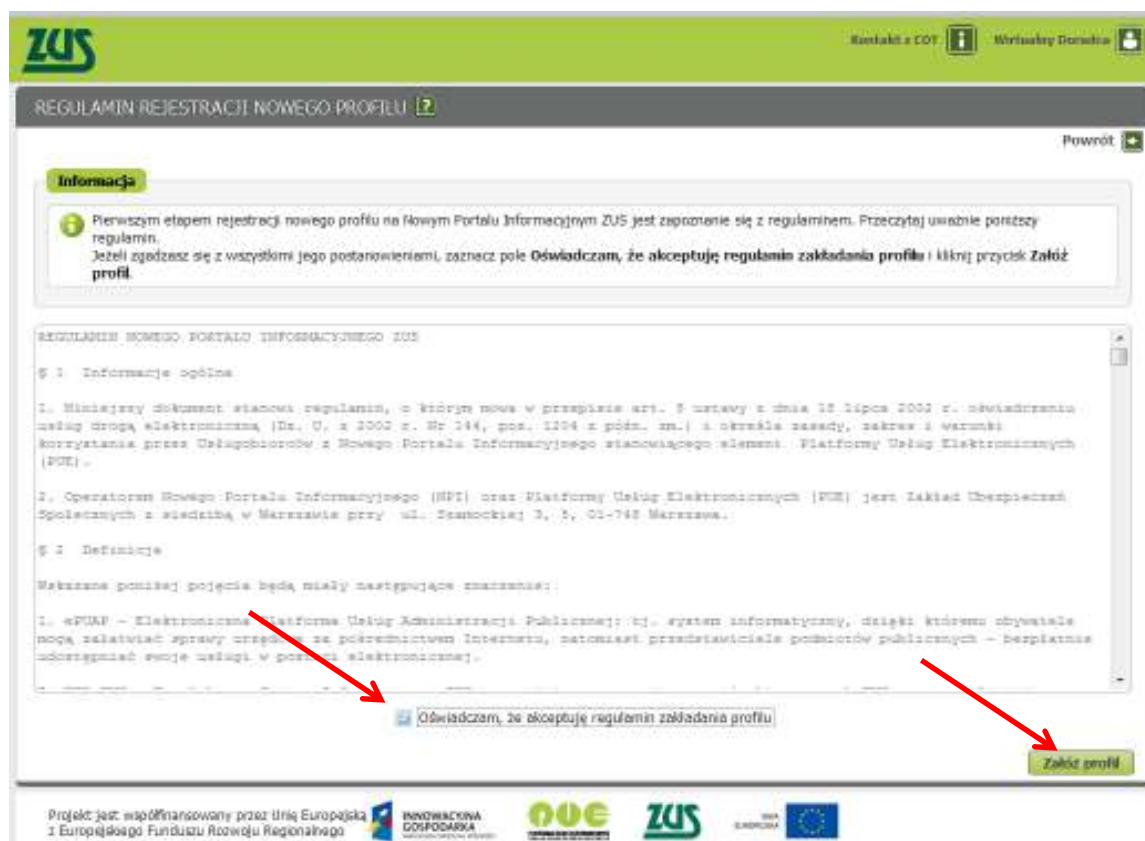 ZUS
Kontakt z COT Wirtualny Doradca
REGULAMIN REJESTRACJI NOWEGO PROFILU ?
Powrót
Informacja
Pierwszym etapem rejestracji nowego profilu na Nowym Portalu Informacyjnym ZUS jest zapoznanie się z regulaminem. Przeczytaj uważnie poniższy
regulamin.
Jeżeli zgadzasz się z wszystkimi jego postanowieniami, zaznacz pole Oświadczam, że akceptuję regulamin zakładania profilu i kliknij przycisk Załóż
profil.
REGULAMIN NOWEGO PORTALU INFORMACYJNEGO ZUS
§ 1 Informacje ogólne
1. Niniejszy dokument stanowi regulamin, o którym mowa w przepisie art. 8 ustawy z dnia 18 lipca 2002 r. oświadczeniu
usług drogą elektroniczną (Dz. U. z 2002 r. Nr 144, poz. 1204 z późn. zm.) i określa zasady, zakres i warunki
korzystania przez Usługobiorców z Nowego Portalu Informacyjnego stanowiącego element Platformy Usług Elektronicznych
(PUE).
2. Operatorem Nowego Portalu Informacyjnego (NPI) oraz Platformy Usług Elektronicznych (PUE) jest Zakład Ubezpieczeń
Społecznych z siedzibą w Warszawie przy ul. Szamockiej 3, 5, 01-748 Warszawa.
§ 2 Definicje
Wskazane poniżej pojęcia będą miały następujące znaczenie:
1. ePUAP - Elektroniczna Platforma Usług Administracji Publicznej; tj. system informatyczny, dzięki któremu obywatele
mogą załatwiać sprawy urzędowe za pośrednictwem Internetu, natomiast przedstawiciele podmiotów publicznych - bezpłatnie
udostępniać swoje usługi w postaci elektronicznej.
Oświadczam, że akceptuję regulamin zakładania profilu
Załóż profil
Projekt jest współfinansowany przez Unię Europejską
z Europejskiego Funduszu Rozwoju Regionalnego
INNOWACYJNA
GOSPODARKA
PUE
ZUS
UNIA
EUROPEJSKA